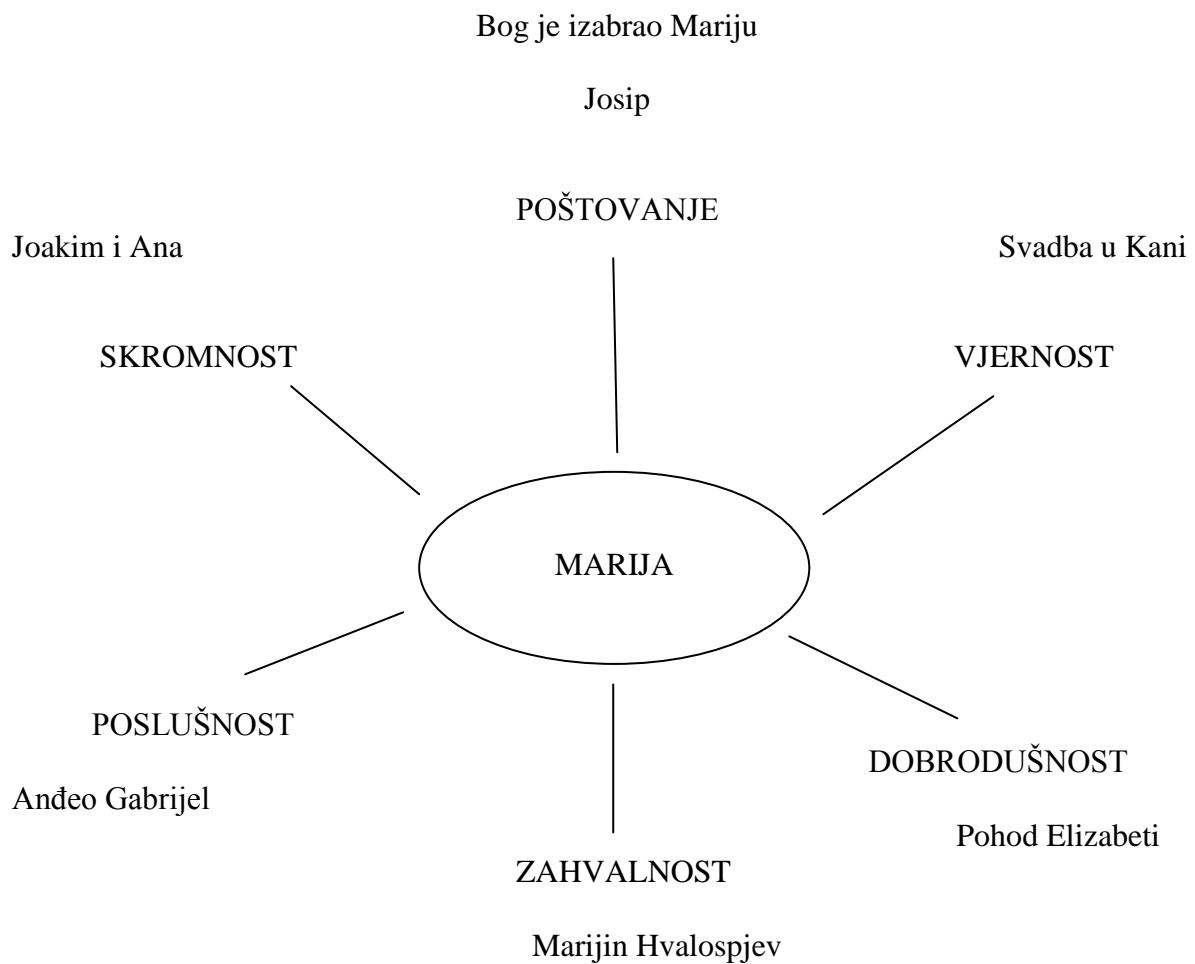 Bog je izabrao Mariju
Josip
POŠTOVANJE
Joakim i Ana
Svadba u Kani
SKROMNOST
VJERNOST
MARIJA
POSLUŠNOST
DOBRODUŠNOST
Anđeo Gabrijel
Pohod Elizabeti
ZAHVALNOST
Marijin Hvalospjev